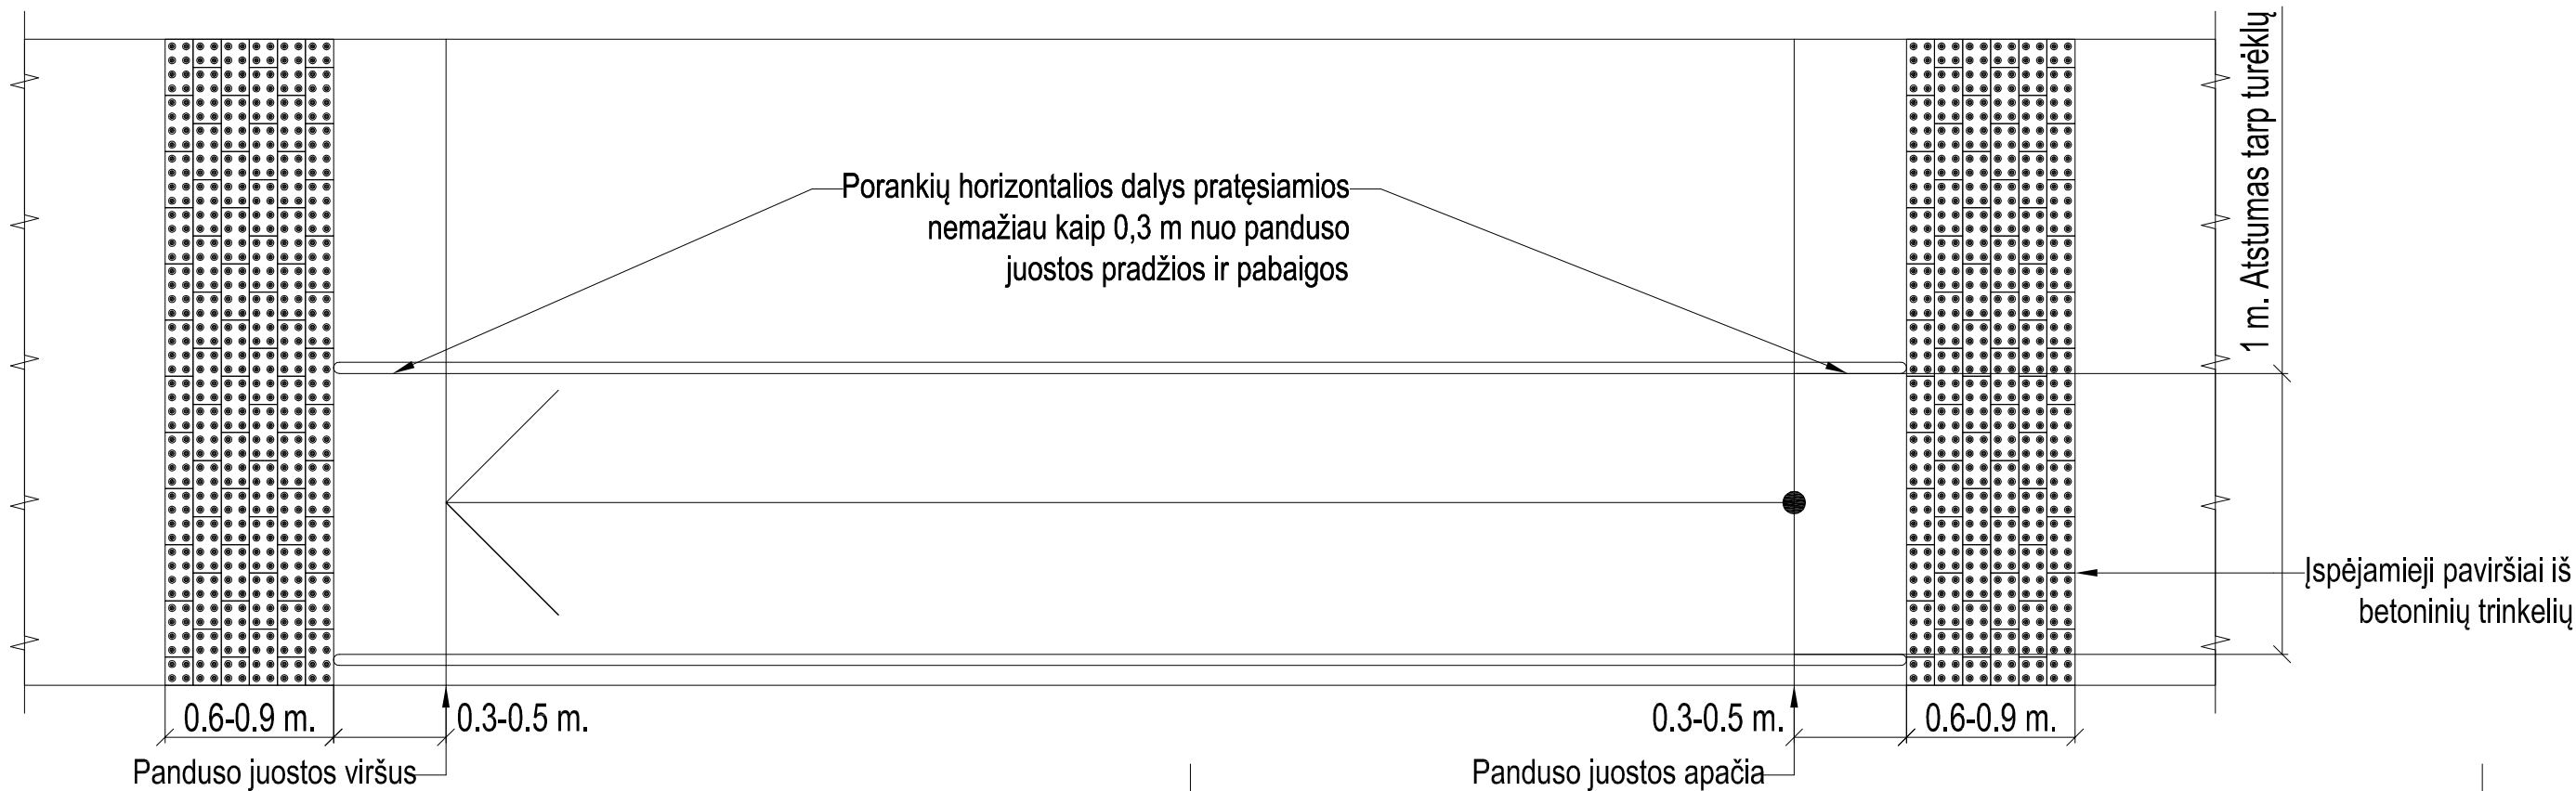 1 m. Atstumas tarp turėklų
Porankių horizontalios dalys pratęsiamios
nemažiau kaip 0,3 m nuo panduso
juostos pradžios ir pabaigos
Įspėjamieji paviršiai iš
betoninių trinkelių
0.6-0.9 m.
0.3-0.5 m.
0.3-0.5 m.
0.6-0.9 m.
Panduso juostos viršus
Panduso juostos apačia